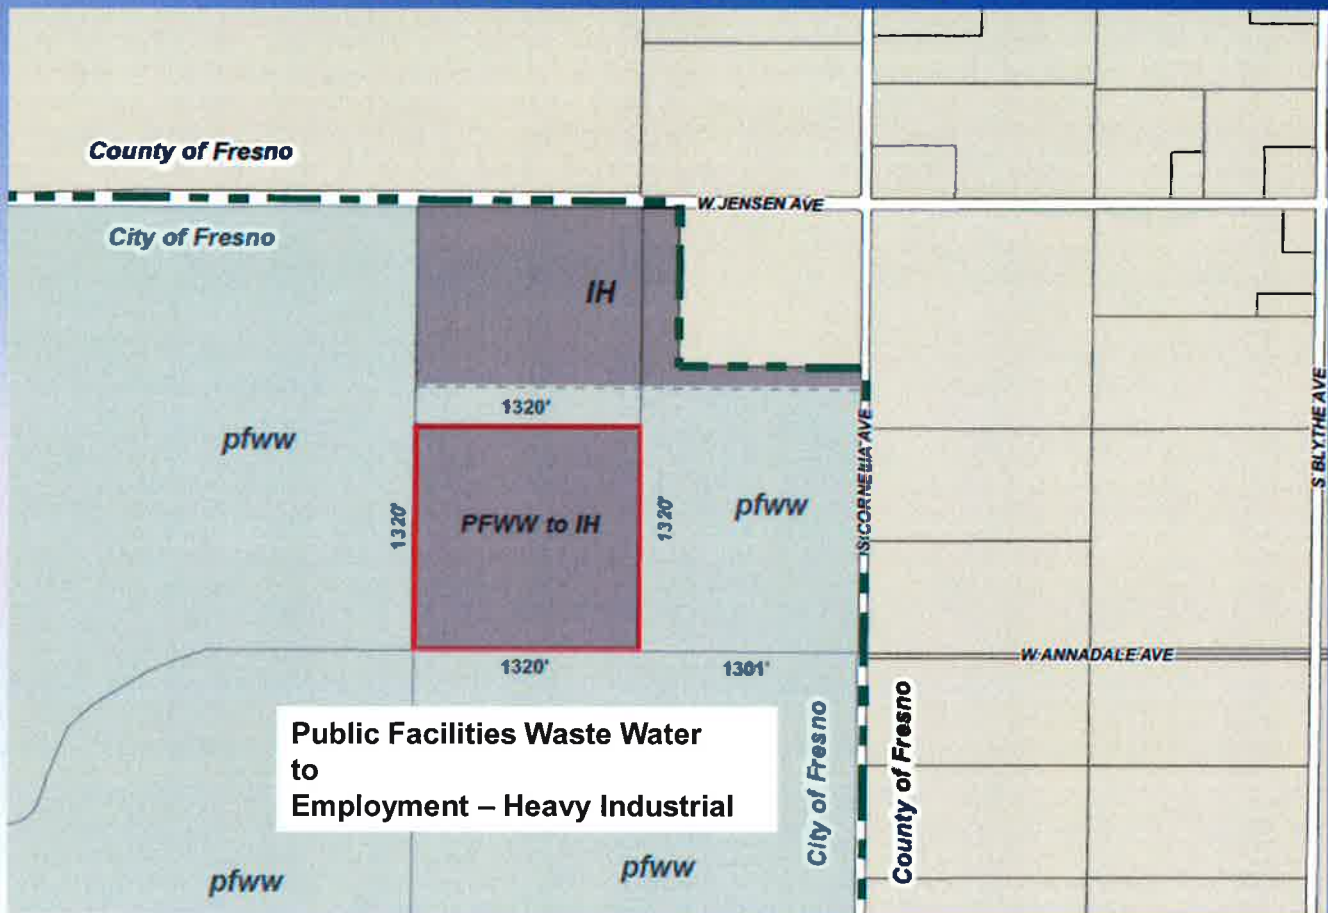 County of Fresno
W. JENSEN AVE
City of Fresno
IH
1320'
pfww
S CORNELIA AVE
S BLYTHE AVE
1320'
PFWW to IH
1320'
pfww
1320'
1301'
W ANNADALE AVE
Public Facilities Waste Water
to
Employment – Heavy Industrial
City of Fresno
County of Fresno
pfww
pfww